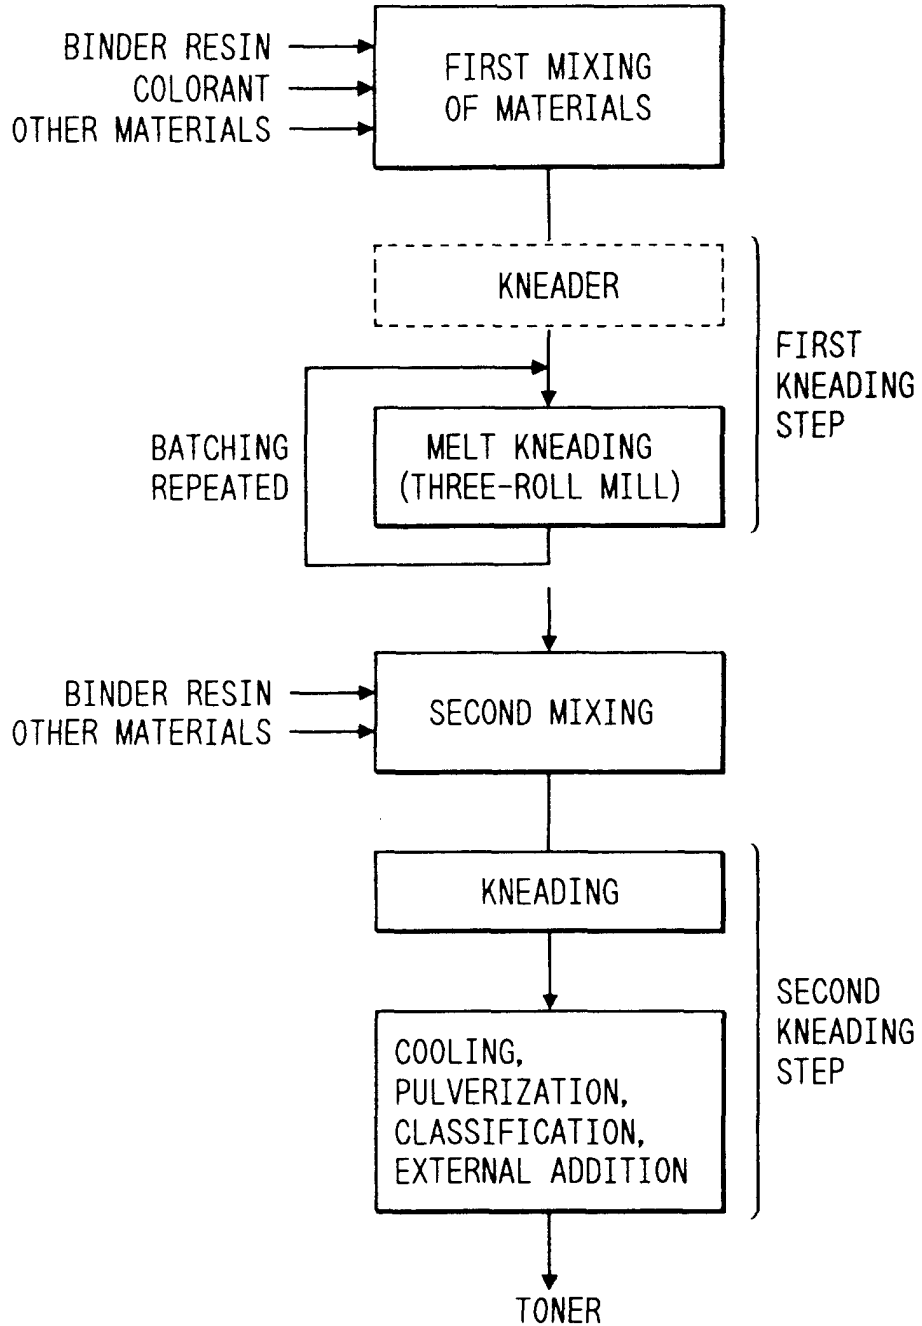 BINDER RESIN
COLORANT
OTHER MATERIALS
FIRST MIXING
OF MATERIALS
KNEADER
FIRST
KNEADING
STEP
BATCHING
REPEATED
MELT KNEADING
(THREE-ROLL MILL)
BINDER RESIN
OTHER MATERIALS
SECOND MIXING
KNEADING
SECOND
KNEADING
STEP
COOLING,
PULVERIZATION,
CLASSIFICATION,
EXTERNAL ADDITION
TONER